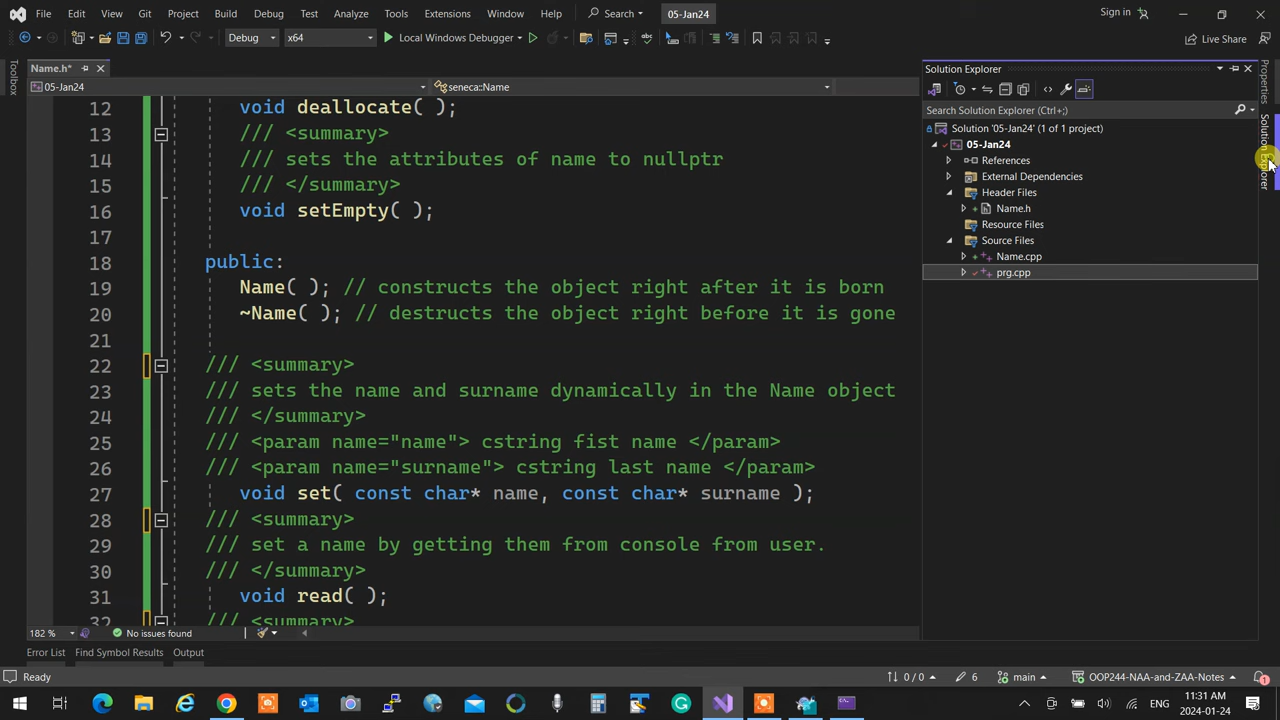 File Edit View Git Project Build Debug Test Analyze Tools Extensions Window Help Search 05-Jan24 Sign in
Debug x64 Local Windows Debugger Live Share
Toolbox
Name.h*
05-Jan24 seneca::Name
12 void deallocate( );
13 /// <summary>
14 /// sets the attributes of name to nullptr
15 /// </summary>
16 void setEmpty( );
17
18 public:
19 Name( ); // constructs the object right after it is born
20 ~Name( ); // destructs the object right before it is gone
21
22 /// <summary>
23 /// sets the name and surname dynamically in the Name object
24 /// </summary>
25 /// <param name="name"> cstring fist name </param>
26 /// <param name="surname"> cstring last name </param>
27 void set( const char* name, const char* surname );
28 /// <summary>
29 /// set a name by getting them from console from user.
30 /// </summary>
31 void read( );
32 /// <summary>
182 % No issues found
Solution Explorer
Search Solution Explorer (Ctrl+;)
Solution '05-Jan24' (1 of 1 project)
05-Jan24
References
External Dependencies
Header Files
Name.h
Resource Files
Source Files
Name.cpp
prg.cpp
Properties
Solution Explorer
Error List Find Symbol Results Output
Ready 0 / 0 6 main OOP244-NAA-and-ZAA-Notes 1
ENG 11:31 AM
2024-01-24